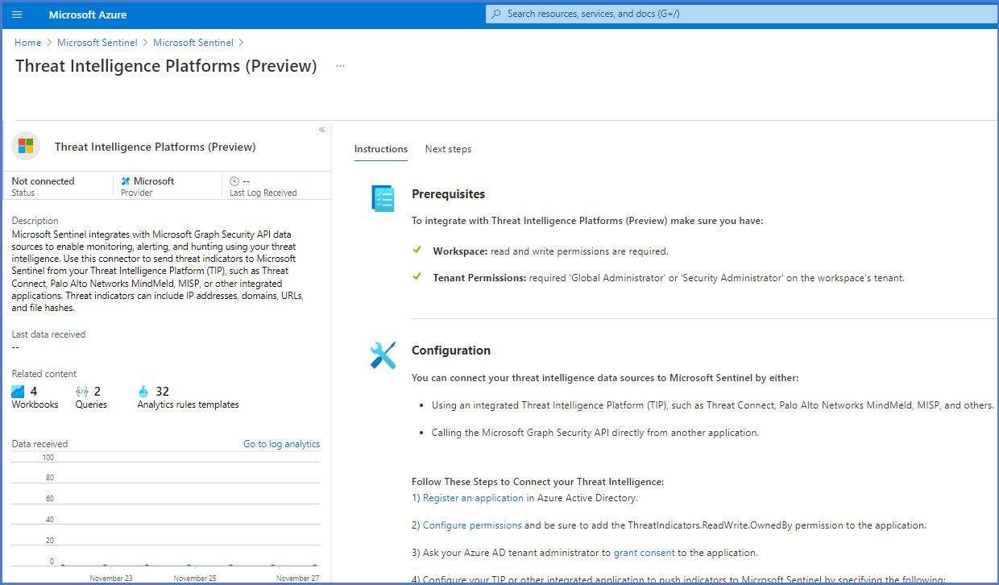 Microsoft Azure
Search resources, services, and docs (G+/)
Home > Microsoft Sentinel > Microsoft Sentinel >
Threat Intelligence Platforms (Preview) ...
«
Threat Intelligence Platforms (Preview)
Not connected
Status
Microsoft
Provider
--
Last Log Received
Description
Microsoft Sentinel integrates with Microsoft Graph Security API data
sources to enable monitoring, alerting, and hunting using your threat
intelligence. Use this connector to send threat indicators to Microsoft
Sentinel from your Threat Intelligence Platform (TIP), such as Threat
Connect, Palo Alto Networks MindMeld, MISP, or other integrated
applications. Threat indicators can include IP addresses, domains, URLs,
and file hashes.
Last data received
--
Related content
4
Workbooks
2
Queries
32
Analytics rules templates
Data received
Go to log analytics
100
80
60
40
20
0
November 23
November 25
November 27
Instructions
Next steps
Prerequisites
To integrate with Threat Intelligence Platforms (Preview) make sure you have:
Workspace: read and write permissions are required.
Tenant Permissions: required 'Global Administrator' or 'Security Administrator' on the workspace's tenant.
Configuration
You can connect your threat intelligence data sources to Microsoft Sentinel by either:
• Using an integrated Threat Intelligence Platform (TIP), such as Threat Connect, Palo Alto Networks MindMeld, MISP, and others.
• Calling the Microsoft Graph Security API directly from another application.
Follow These Steps to Connect your Threat Intelligence:
1) Register an application in Azure Active Directory.
2) Configure permissions and be sure to add the ThreatIndicators.ReadWrite.OwnedBy permission to the application.
3) Ask your Azure AD tenant administrator to grant consent to the application.
4) Configure your TIP or other integrated application to push indicators to Microsoft Sentinel by specifying the following: